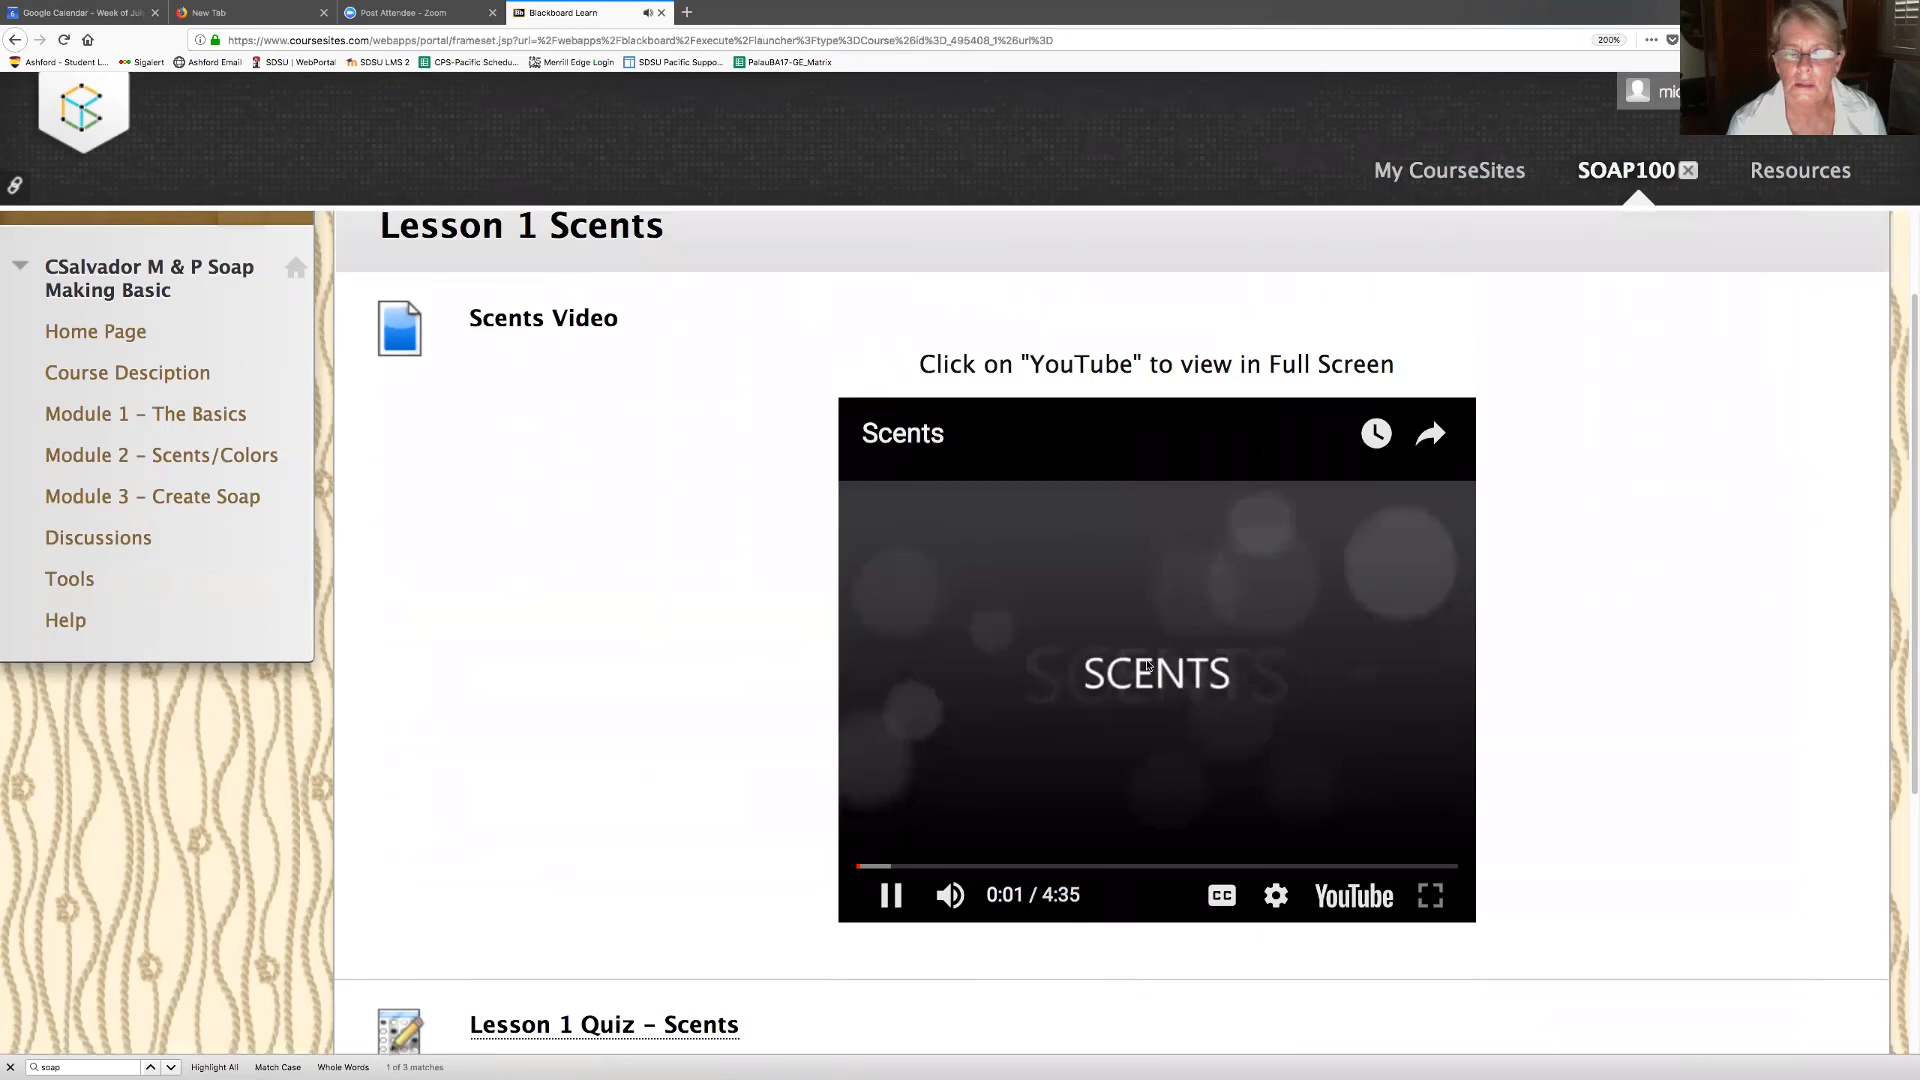 Google Calendar - Week of Jul
New Tab
Post Attendee - Zoom
Bb Blackboard Learn
https://www.coursesites.com/webapps/portal/frameset.jsp?url=%2Fwebapps%2Fblackboard%2Fexecute%2Flauncher%3Ftype%3DCourse%26id%3D_495408_1%26url%3D
200%
Ashford - Student L...
Sigalert
Ashford Email
SDSU | WebPortal
SDSU LMS 2
CPS-Pacific Schedu...
Merrill Edge Login
SDSU Pacific Suppo...
PalauBA17-GE_Matrix
mic
My CourseSites
SOAP100
Resources
Lesson 1 Scents
CSalvador M & P Soap
Making Basic
Home Page
Course Desciption
Module 1 - The Basics
Module 2 - Scents/Colors
Module 3 - Create Soap
Discussions
Tools
Help
Scents Video
Click on "YouTube" to view in Full Screen
Scents
SCENTS
0:01 / 4:35
CC
YouTube
Lesson 1 Quiz - Scents
soap
Highlight All
Match Case
Whole Words
1 of 3 matches